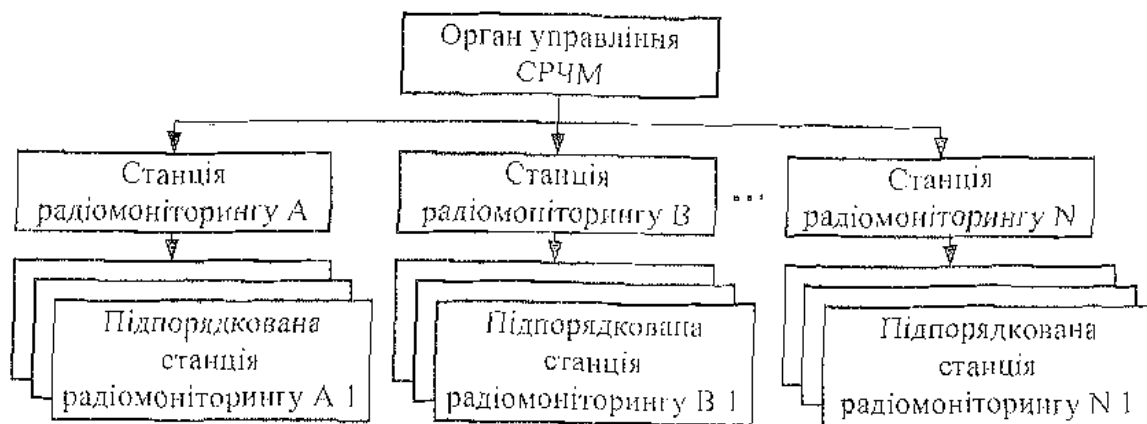 Орган управління
СРЧМ
Станція
радіомоніторингу А
Станція
радіомоніторингу В
...
Станція
радіомоніторингу N
Підпорядкована
станція
радіомоніторингу А 1
Підпорядкована
станція
радіомоніторингу В 1
Підпорядкована
станція
радіомоніторингу N 1